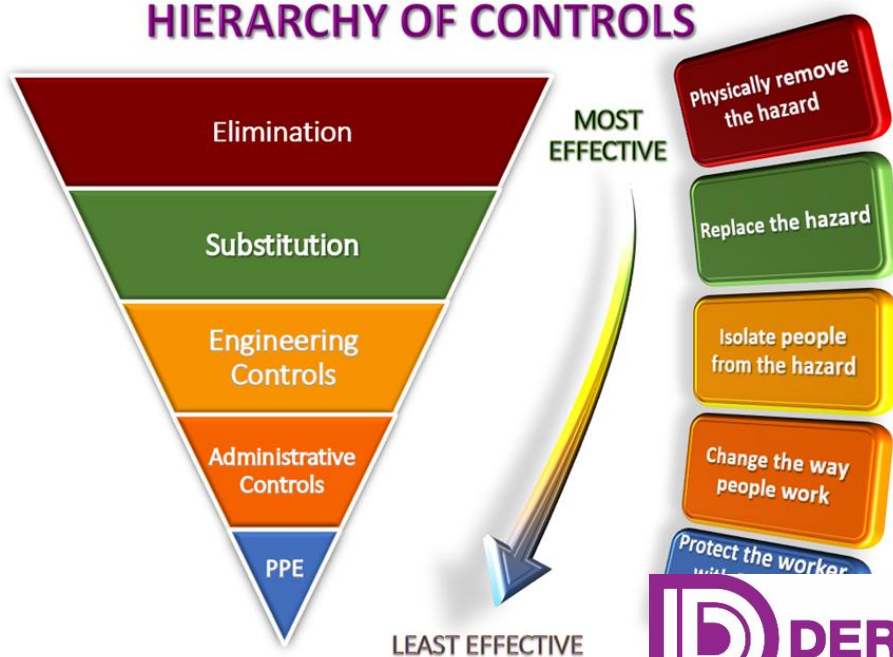 HIERARCHY OF CONTROLS
Elimination
Substitution
Engineering
Controls
Administrative
Controls
PPE
MOST
EFFECTIVE
LEAST EFFECTIVE
Physically remove
the hazard
Replace the hazard
Isolate people
from the hazard
Change the way
people work
Protect the worker
DER